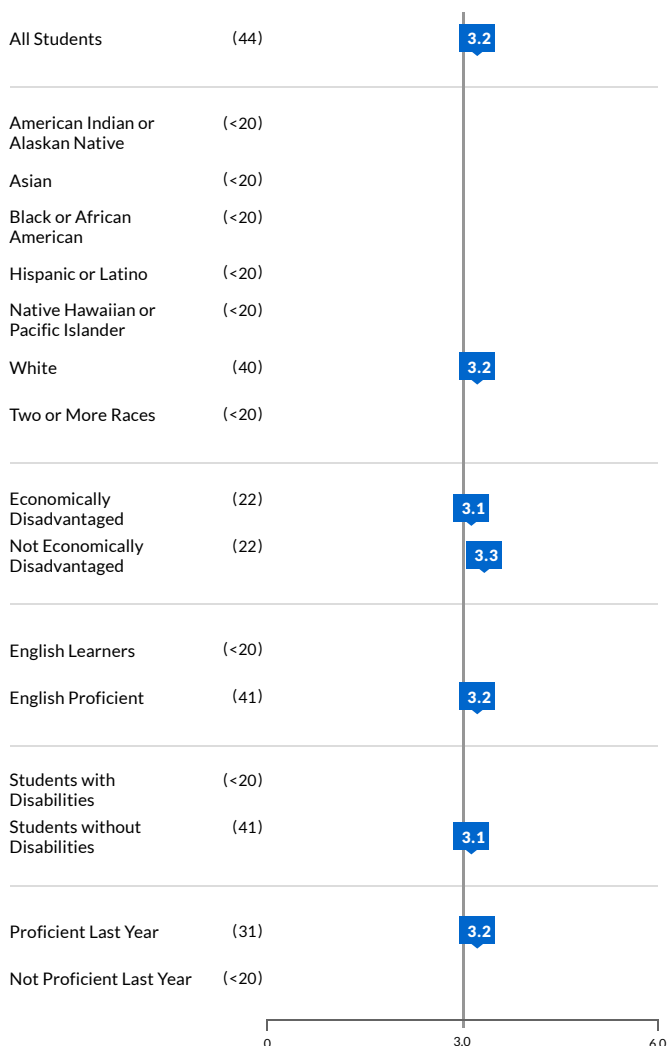 All Students (44) 3.2
American Indian or (<20)
Alaskan Native
Asian (<20)
Black or African (<20)
American
Hispanic or Latino (<20)
Native Hawaiian or (<20)
Pacific Islander
White (40) 3.2
Two or More Races (<20)
Economically (22) 3.1
Disadvantaged
Not Economically (22) 3.3
Disadvantaged
English Learners (<20)
English Proficient (41) 3.2
Students with (<20)
Disabilities
Students without (41) 3.1
Disabilities
Proficient Last Year (31) 3.2
Not Proficient Last Year (<20)
0 3.0 6.0